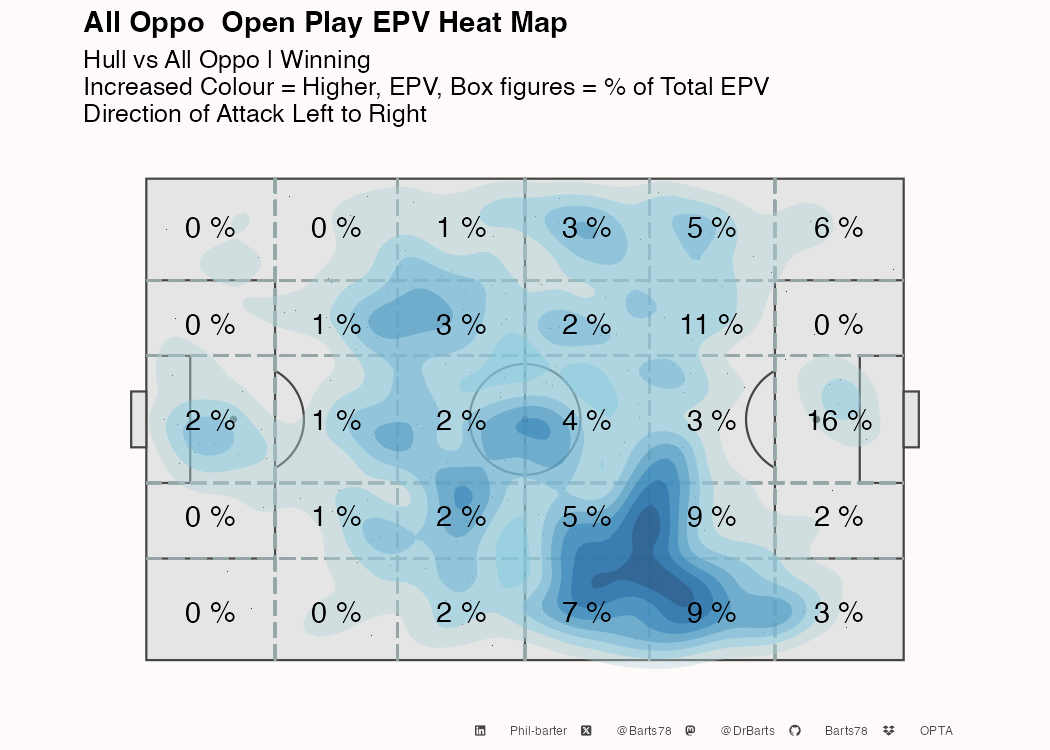 All Oppo  Open Play EPV Heat Map
Hull vs All Oppo | Winning
Increased Colour = Higher, EPV, Box figures = % of Total EPV
Direction of Attack Left to Right
0 % 0 % 1 % 3 % 5 % 6 %
0 % 1 % 3 % 2 % 11 % 0 %
2 % 1 % 2 % 4 % 3 % 16 %
0 % 1 % 2 % 5 % 9 % 2 %
0 % 0 % 2 % 7 % 9 % 3 %
Phil-barter @Barts78 @DrBarts Barts78 OPTA